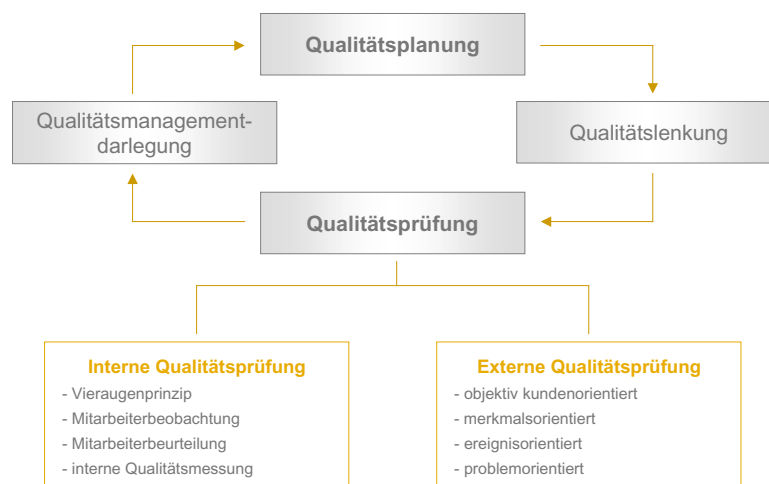 Qualitätsplanung
Qualitätsmanagement-
darlegung
Qualitätslenkung
Qualitätsprüfung
Interne Qualitätsprüfung
- Vieraugenprinzip
- Mitarbeiterbeobachtung
- Mitarbeiterbeurteilung
- interne Qualitätsmessung
Externe Qualitätsprüfung
- objektiv kundenorientiert
- merkmalsorientiert
- ereignisorientiert
- problemorientiert